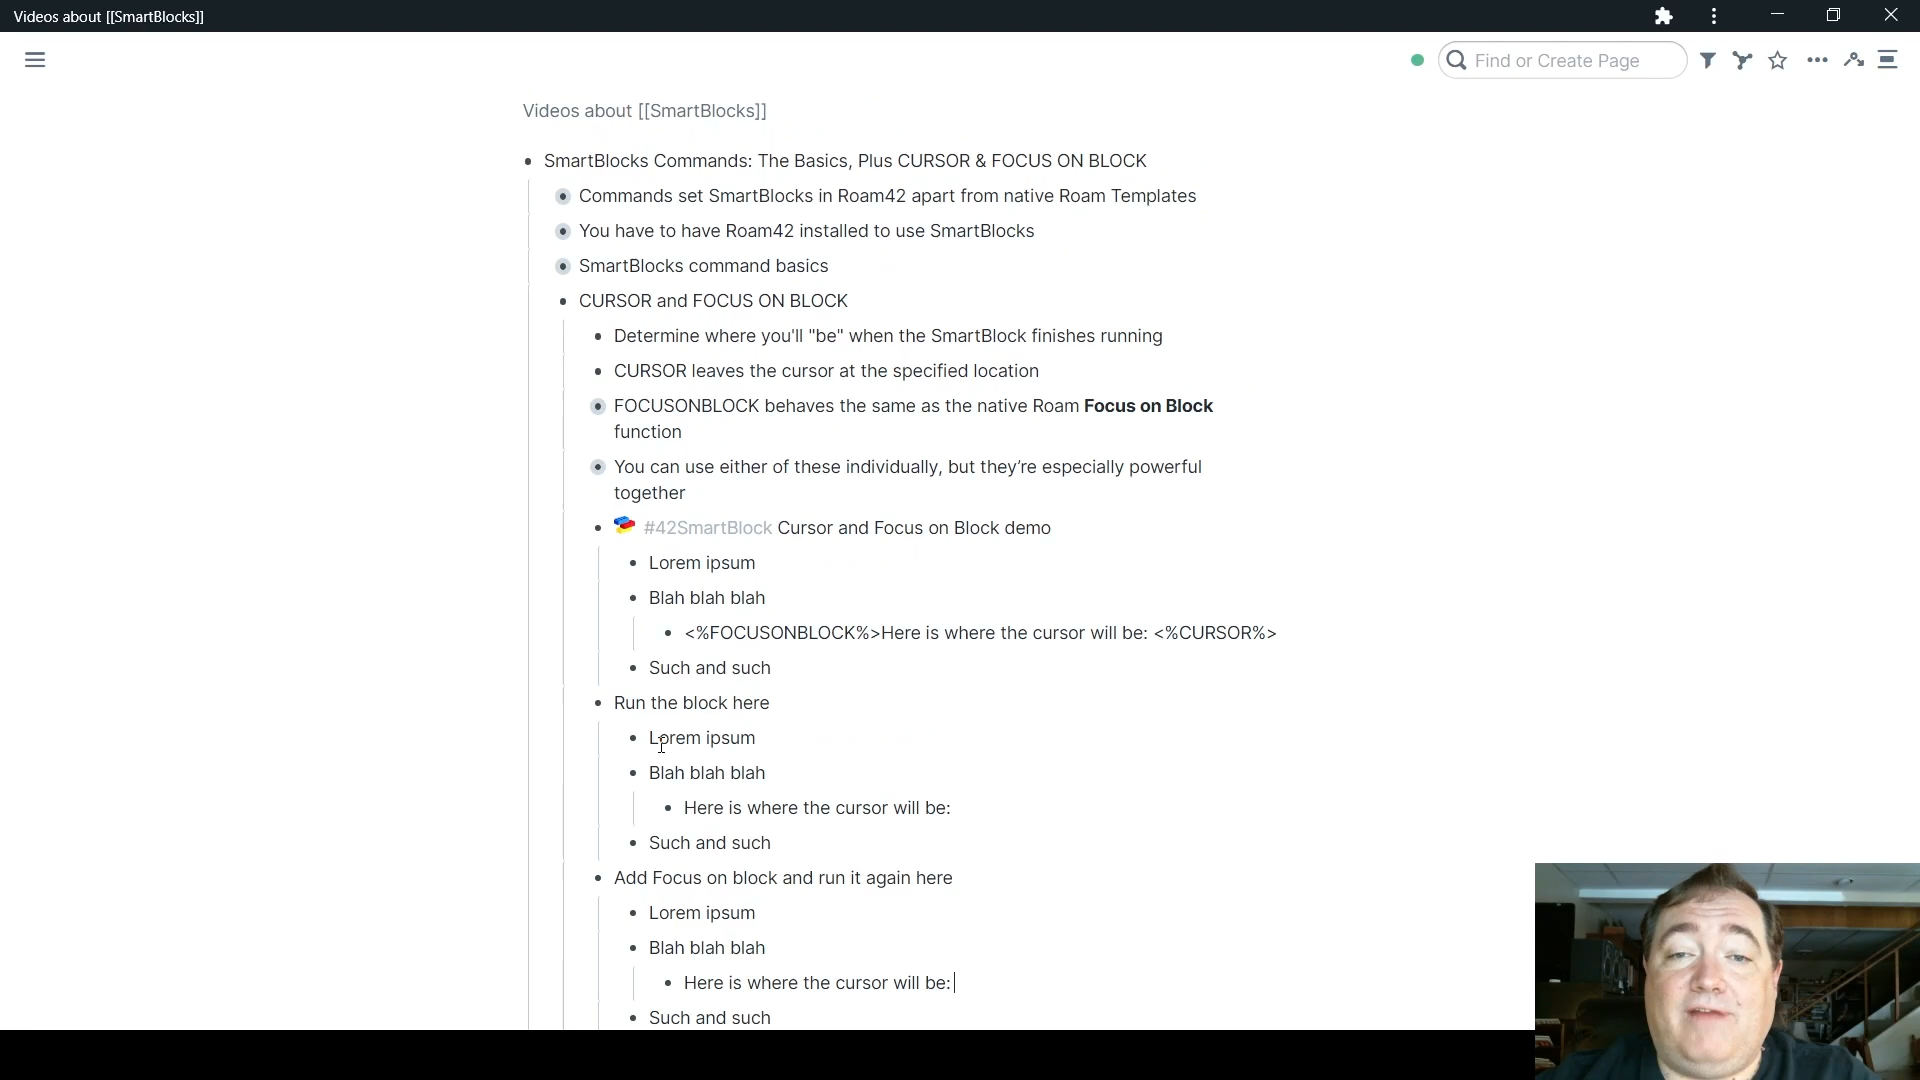 Videos about [[SmartBlocks]]
Find or Create Page
Videos about [[SmartBlocks]]
SmartBlocks Commands: The Basics, Plus CURSOR & FOCUS ON BLOCK
Commands set SmartBlocks in Roam42 apart from native Roam Templates
You have to have Roam42 installed to use SmartBlocks
SmartBlocks command basics
CURSOR and FOCUS ON BLOCK
Determine where you'll "be" when the SmartBlock finishes running
CURSOR leaves the cursor at the specified location
FOCUSONBLOCK behaves the same as the native Roam Focus on Block
function
You can use either of these individually, but they’re especially powerful
together
#42SmartBlock Cursor and Focus on Block demo
Lorem ipsum
Blah blah blah
<%FOCUSONBLOCK%>Here is where the cursor will be: <%CURSOR%>
Such and such
Run the block here
Lorem ipsum
Blah blah blah
Here is where the cursor will be:
Such and such
Add Focus on block and run it again here
Lorem ipsum
Blah blah blah
Here is where the cursor will be:
Such and such